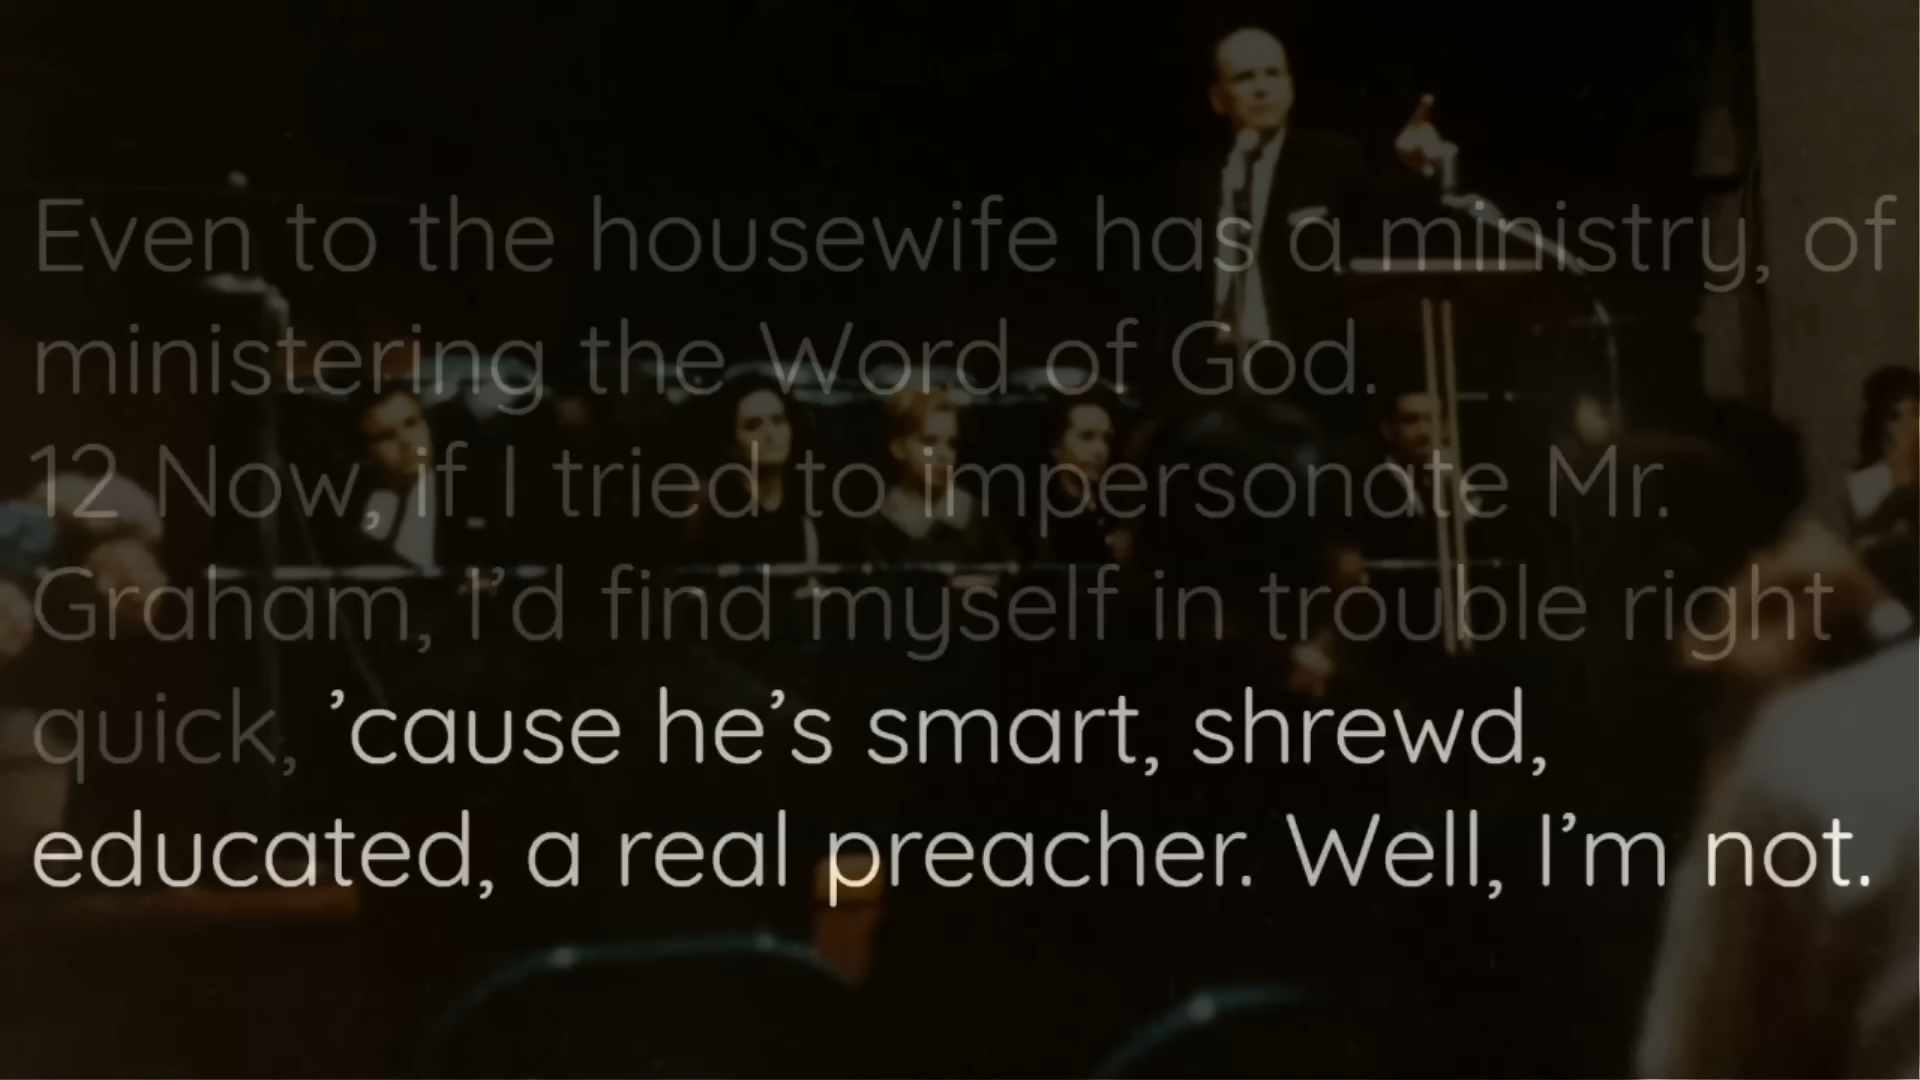 Even to the housewife has a ministry, of
ministering the Word of God.
12 Now, if I tried to impersonate Mr.
Graham, I’d find myself in trouble right
quick, ’cause he’s smart, shrewd,
educated, a real preacher. Well, I’m not.